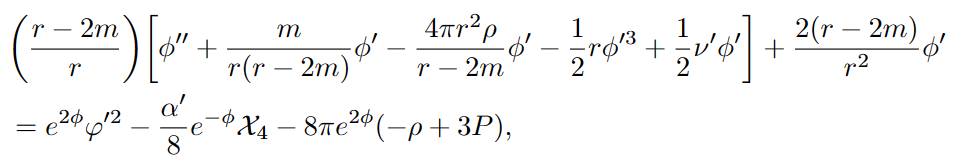 \left(\frac{r-2m}{r}\right)\left[\phi''+\frac{m}{r(r-2m)}\phi'-\frac{4\pi r^2\rho}{r-2m}\phi'-\frac{1}{2}r\phi'^3+\frac{1}{2}\nu'\phi'\right]+\frac{2(r-2m)}{r^2}\phi'
=e^{2\phi}\varphi'^2-\frac{\alpha'}{8}e^{-\phi}\mathcal{X}_4-8\pi e^{2\phi}(-\rho+3P),